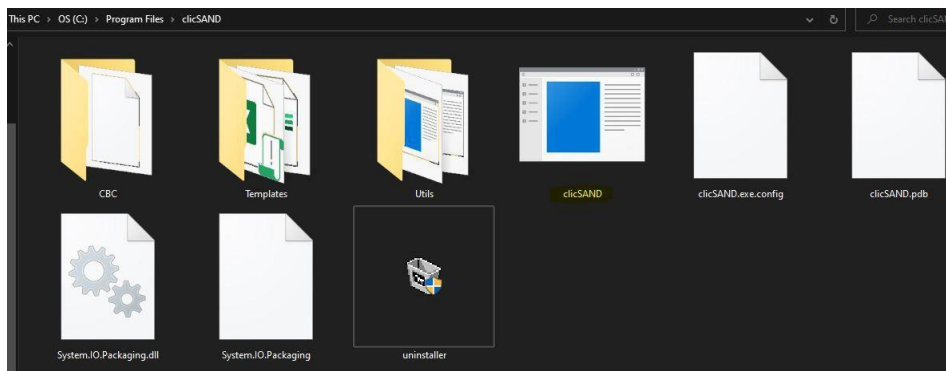 This PC > OS (C:) > Program Files > clicSAND
Search clicSA
CBC
Templates
Utils
clicSAND
clicSAND.exe.config
clicSAND.pdb
System.IO.Packaging.dll
System.IO.Packaging
uninstaller